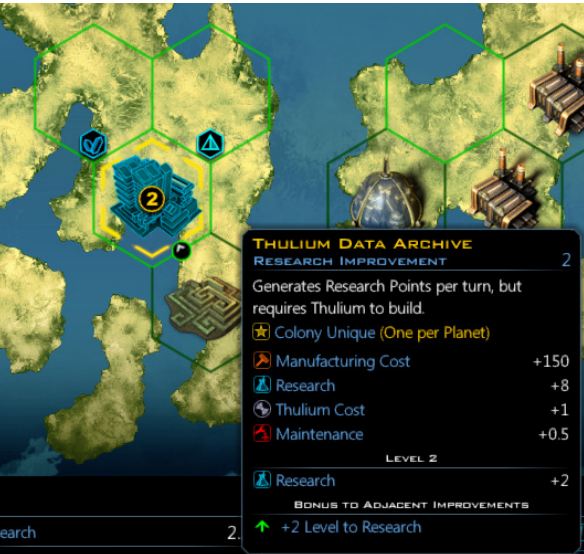 2
THULIUM DATA ARCHIVE
RESEARCH IMPROVEMENT 2
Generates Research Points per turn, but
requires Thulium to build.
Colony Unique (One per Planet)
Manufacturing Cost +150
Research +8
Thulium Cost +1
Maintenance +0.5
LEVEL 2
Research +2
BONUS TO ADJACENT IMPROVEMENTS
+2 Level to Research
earch 2.